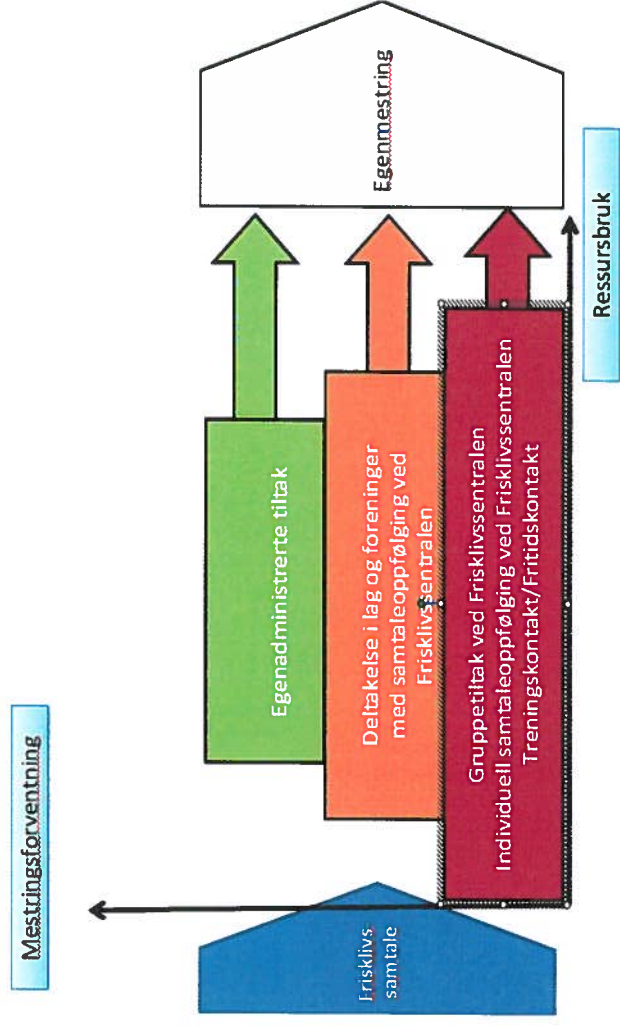 Mestringsforventning
Frisklivs-
samtale
Egenadministrerte tiltak
Deltakelse i lag og foreninger
med samtaleoppfølging ved
Frisklivssentralen
Gruppetiltak ved Frisklivssentralen
Individuell samtaleoppfølging ved Frisklivssentralen
Treningskontakt/Fritidskontakt
Egenmestring
Ressursbruk